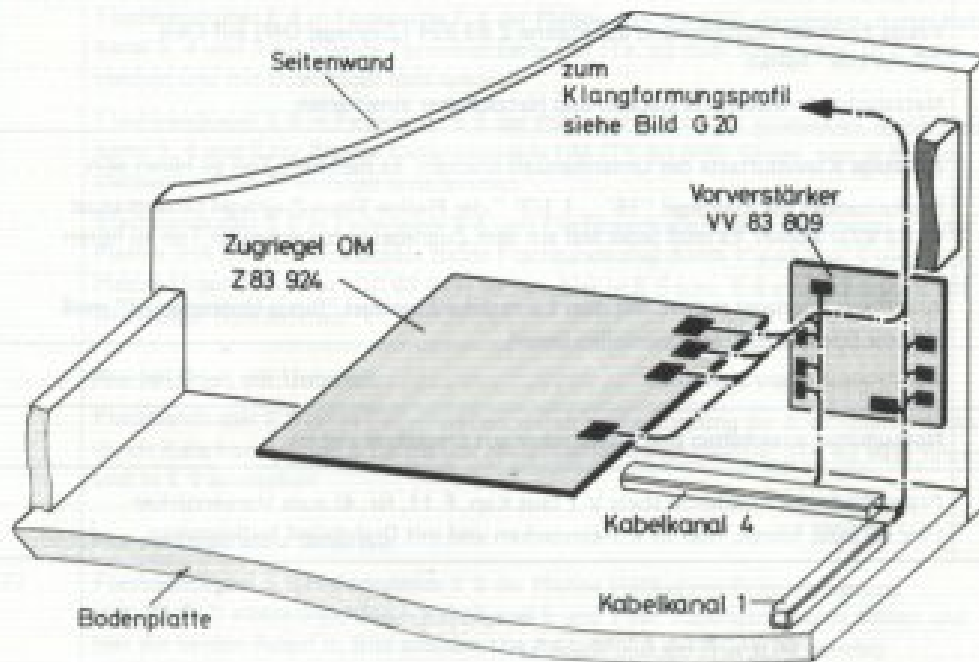 Seitenwand
zum
Klangformungsprofil
siehe Bild G 20
Vorverstärker
VV 83 809
Zugriegel OM
Z 83 924
Kabelkanal 4
Kabelkanal 1
Bodenplatte